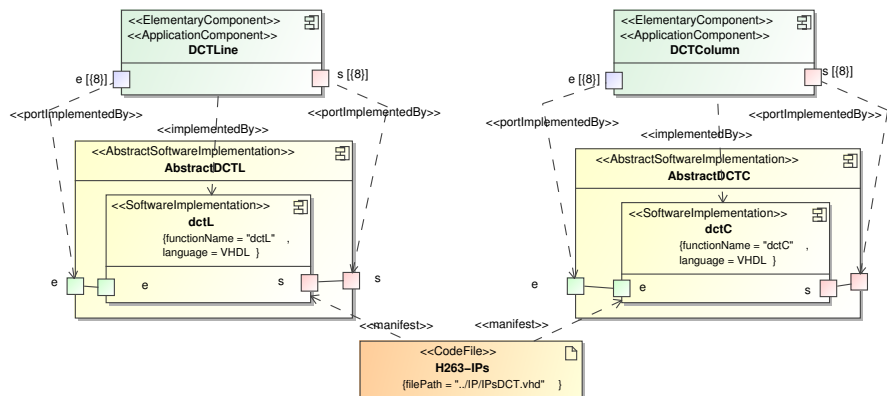 <<ElementaryComponent>>
<<ApplicationComponent>>
DCTLine
e [{8}]
s [{8}]
<<portImplementedBy>>
<<portImplementedBy>>
<<implementedBy>>
<<AbstractSoftwareImplementation>>
AbstractDCTL
<<SoftwareImplementation>>
dctL
{functionName = "dctL" ,
language = VHDL }
e
e
s
s
<<ElementaryComponent>>
<<ApplicationComponent>>
DCTColumn
e [{8}]
s [{8}]
<<portImplementedBy>>
<<portImplementedBy>>
<<implementedBy>>
<<AbstractSoftwareImplementation>>
AbstractDCTC
<<SoftwareImplementation>>
dctC
{functionName = "dctC" ,
language = VHDL }
e
e
s
s
<<manifest>>
<<manifest>>
<<CodeFile>>
H263−IPs
{filePath = "../IP/IPsDCT.vhd" }